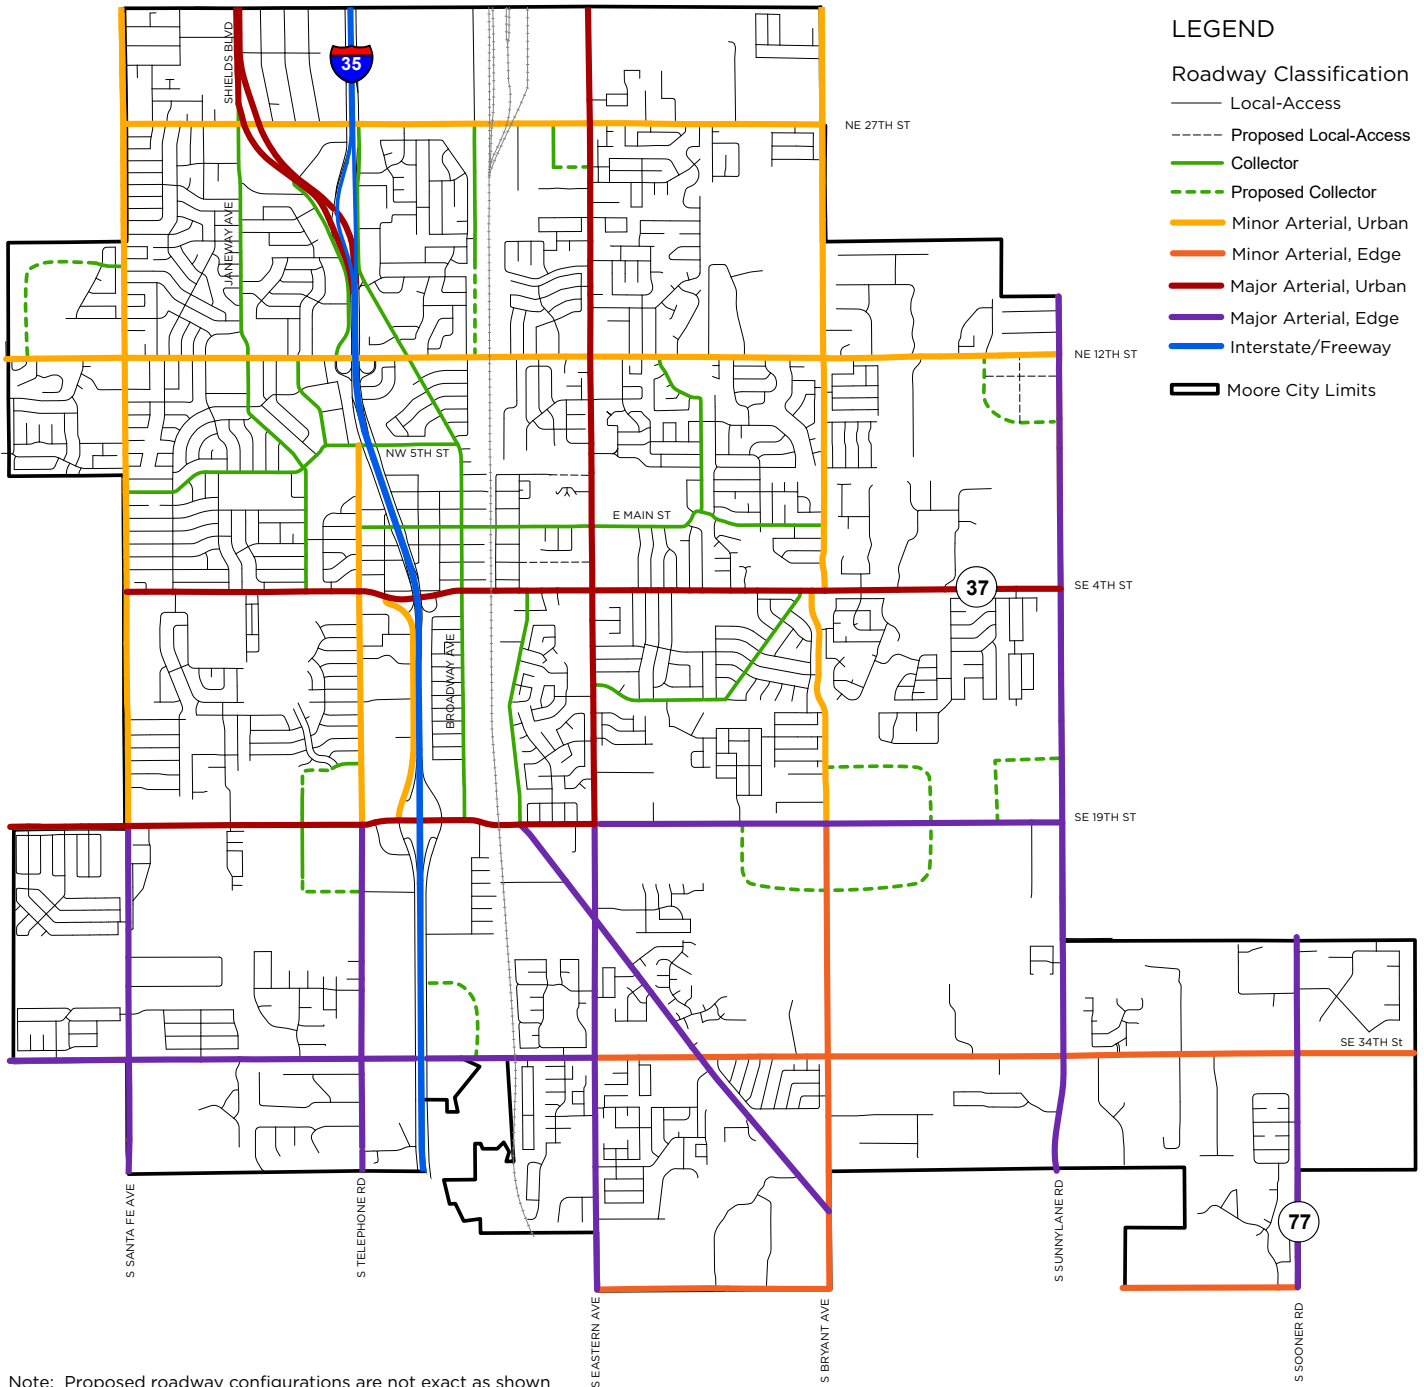 LEGEND
Roadway Classification
Local-Access
Proposed Local-Access
Collector
Proposed Collector
Minor Arterial, Urban
Minor Arterial, Edge
Major Arterial, Urban
Major Arterial, Edge
Interstate/Freeway
Moore City Limits
SHIELDS BLVD
35
NE 27TH ST
JANEWAY AVE
NE 12TH ST
NW 5TH ST
E MAIN ST
37
SE 4TH ST
BROADWAY AVE
SE 19TH ST
SE 34TH St
77
S SANTA FE AVE
S TELEPHONE RD
S EASTERN AVE
S BRYANT AVE
S SUNNYLANE RD
S SOONER RD
Note: Proposed roadway configurations are not exact as shown